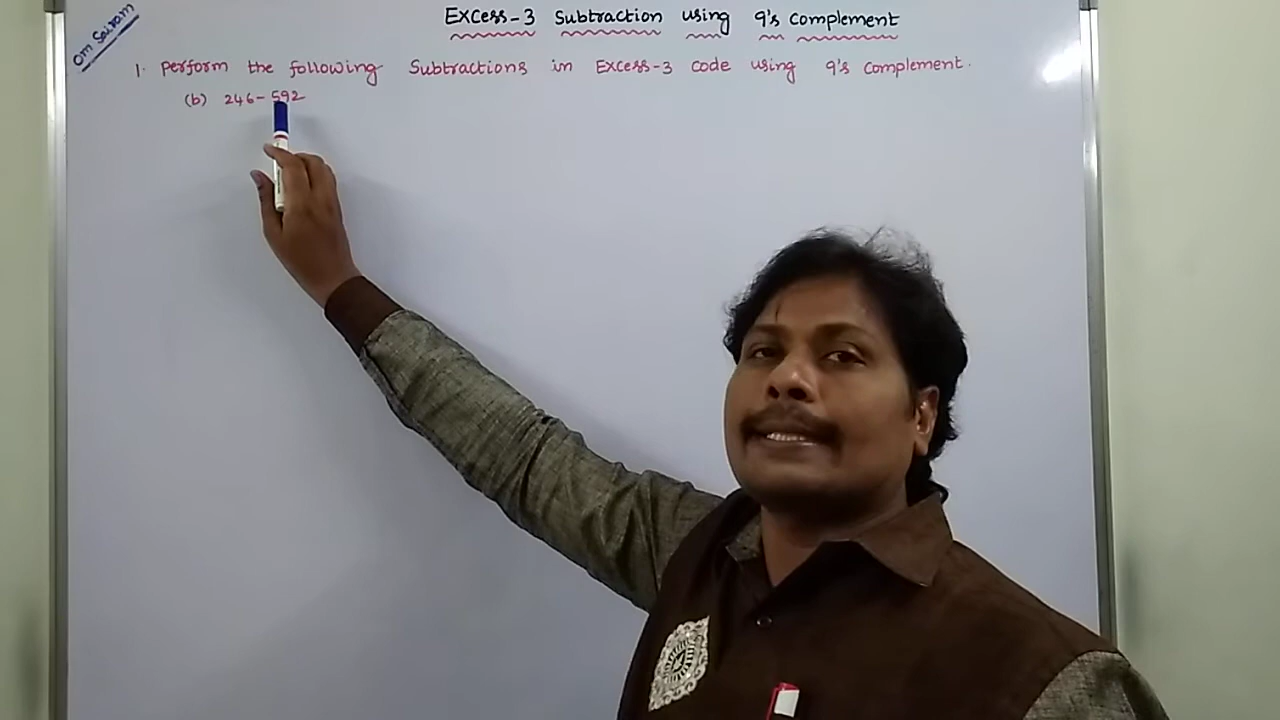 Om Sairam
Excess-3 Subtraction using 9's complement
1. Perform the following Subtractions in Excess-3 code using 9's complement.
(b) 246-592